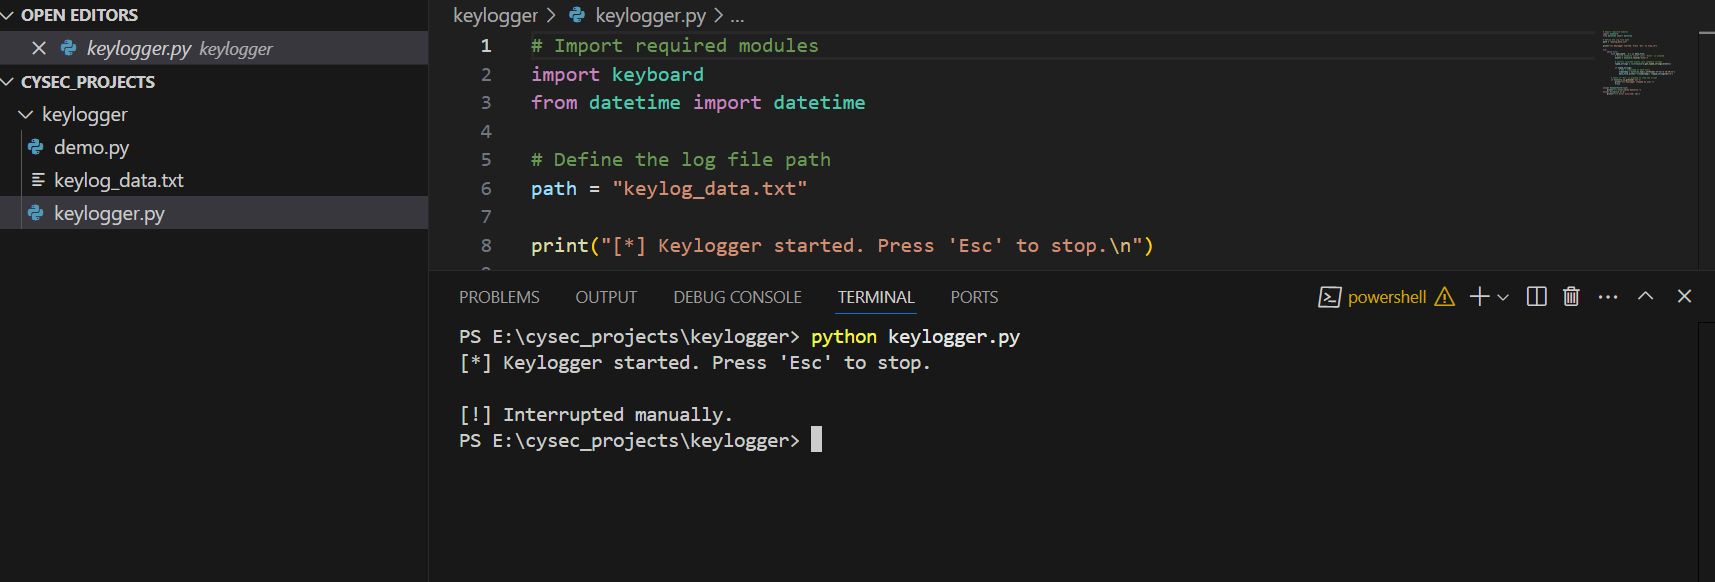 OPEN EDITORS
keylogger.py keylogger
CYSEC_PROJECTS
keylogger
demo.py
keylog_data.txt
keylogger.py
keylogger > keylogger.py > ...
1 # Import required modules
2 import keyboard
3 from datetime import datetime
4
5 # Define the log file path
6 path = "keylog_data.txt"
7
8 print("[*] Keylogger started. Press 'Esc' to stop.\n")
PROBLEMS OUTPUT DEBUG CONSOLE TERMINAL PORTS
powershell
PS E:\cysec_projects\keylogger> python keylogger.py
[*] Keylogger started. Press 'Esc' to stop.
[!] Interrupted manually.
PS E:\cysec_projects\keylogger>